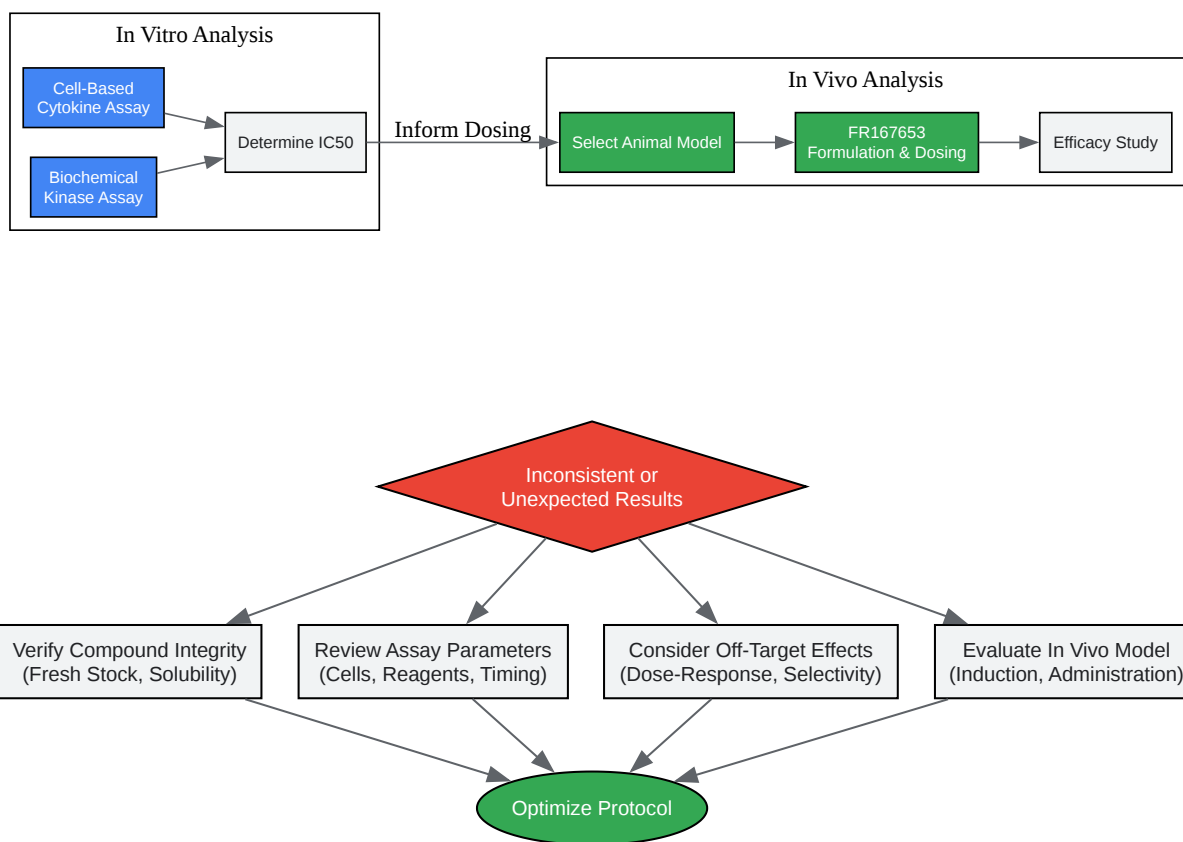 In Vitro Analysis
Cell-Based
Cytokine Assay
Biochemical
Kinase Assay
Determine IC50
Inform Dosing
In Vivo Analysis
Select Animal Model
FR167653
Formulation & Dosing
Efficacy Study
Inconsistent or
Unexpected Results
Verify Compound Integrity
(Fresh Stock, Solubility)
Review Assay Parameters
(Cells, Reagents, Timing)
Consider Off-Target Effects
(Dose-Response, Selectivity)
Evaluate In Vivo Model
(Induction, Administration)
Optimize Protocol